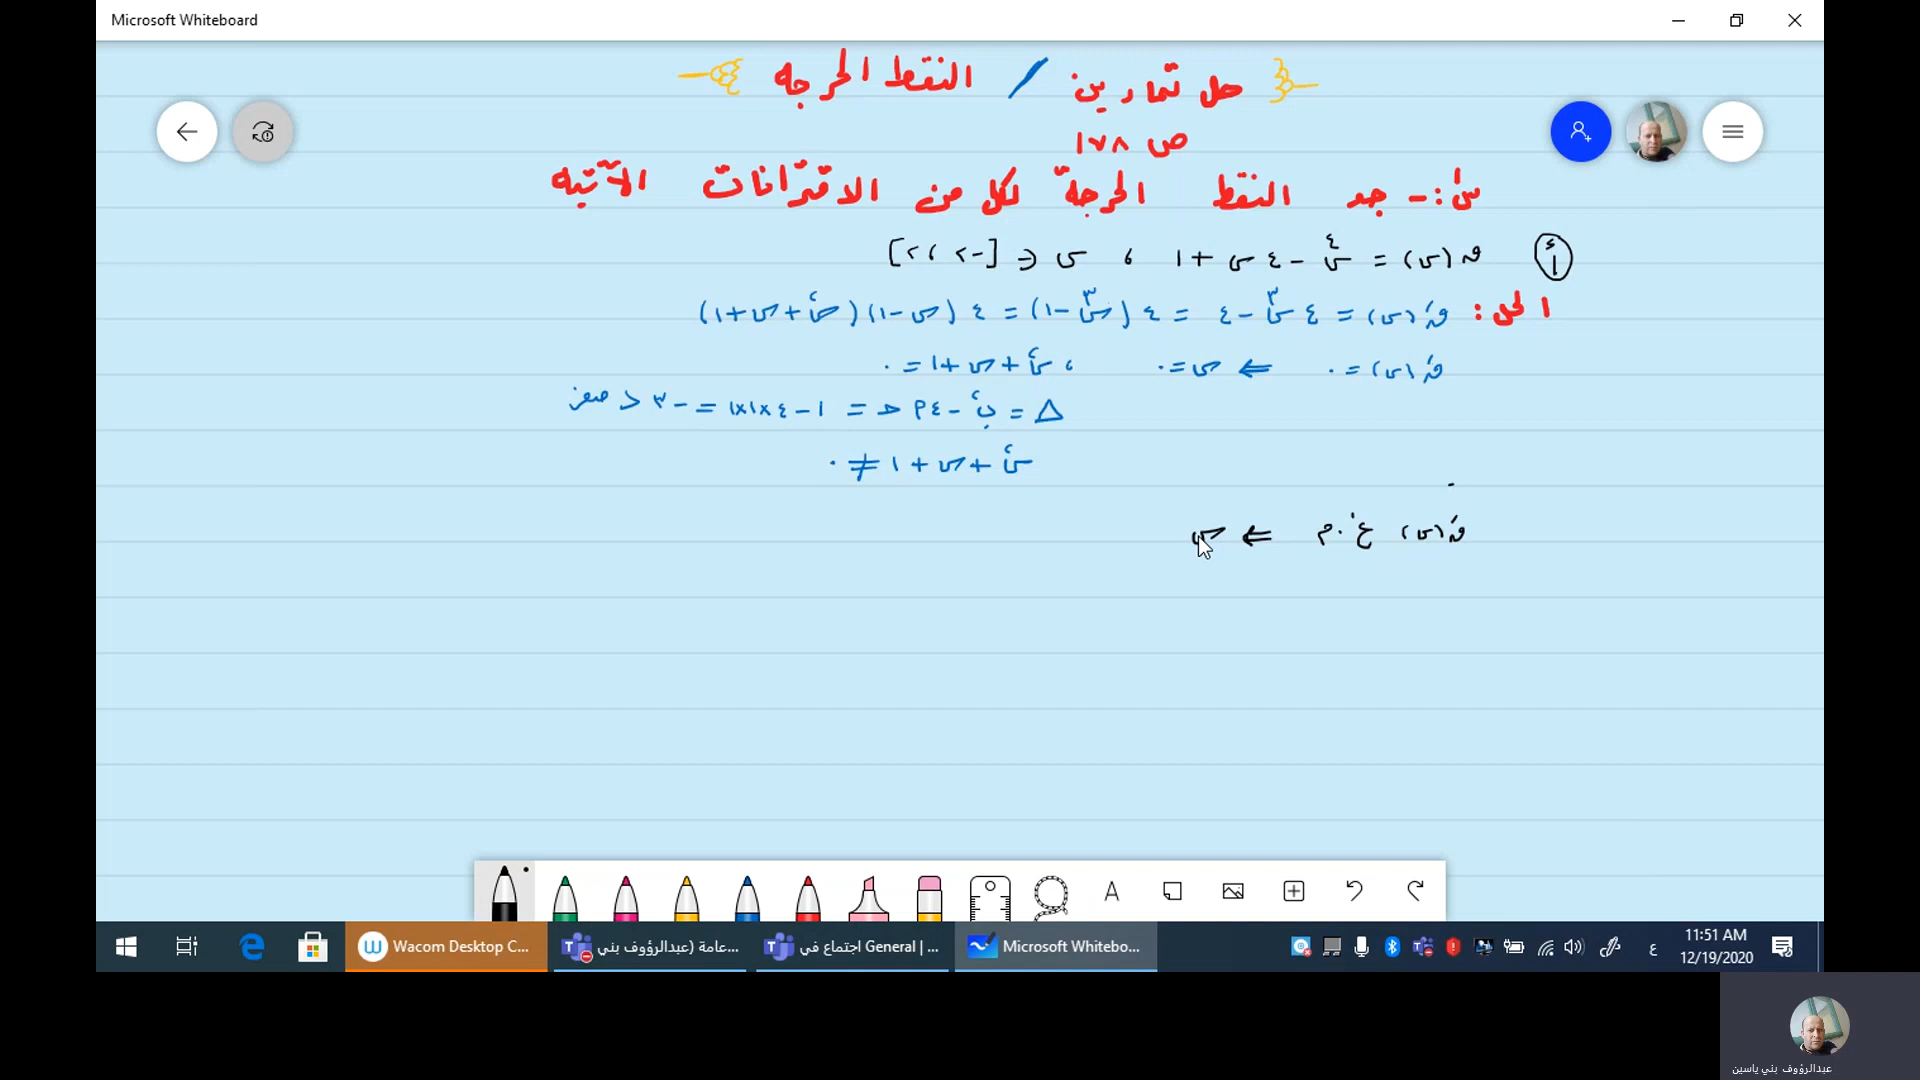 Microsoft Whiteboard
حل تمارين / النقط الحرجه
ص ١٧٨
س١:- جد النقط الحرجة لكل من الاقترانات الآتيه
١) ق(س) = س٤ - ٤س + ١ ، س ∈ [-٢ ، ٢]
الحل: قَ(س) = ٤س٣ - ٤ = ٤(س٣ - ١) = ٤(س - ١)(س٢ + س + ١)
قَ(س) = ٠ ⇐ س = ٠ ، س٢ + س + ١ = ٠
Δ = ب٢ - ٤أحـ = ١ - ٤×١×١ = -٣ < صفر
س٢ + س + ١ ≠ ٠
قَ(س) غ.م ⇐ س
Wacom Desktop C...
عامة (عبدالرؤوف بني...
اجتماع في General | ...
Microsoft Whitebo...
ع
11:51 AM
12/19/2020
عبدالرؤوف بني ياسين